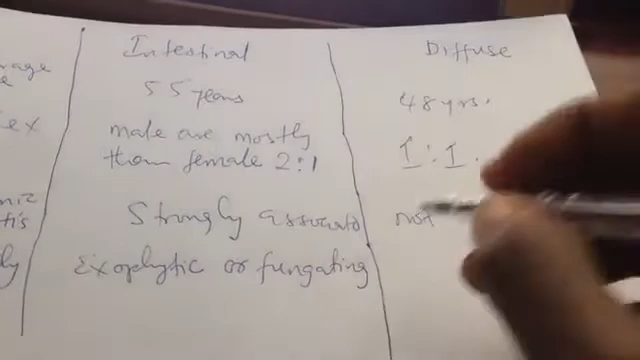 Intestinal Diffuse
55 years 48 yrs.
male are mostly
than female 2:1 1:1.
Strongly associato not
Exophytic or fungating